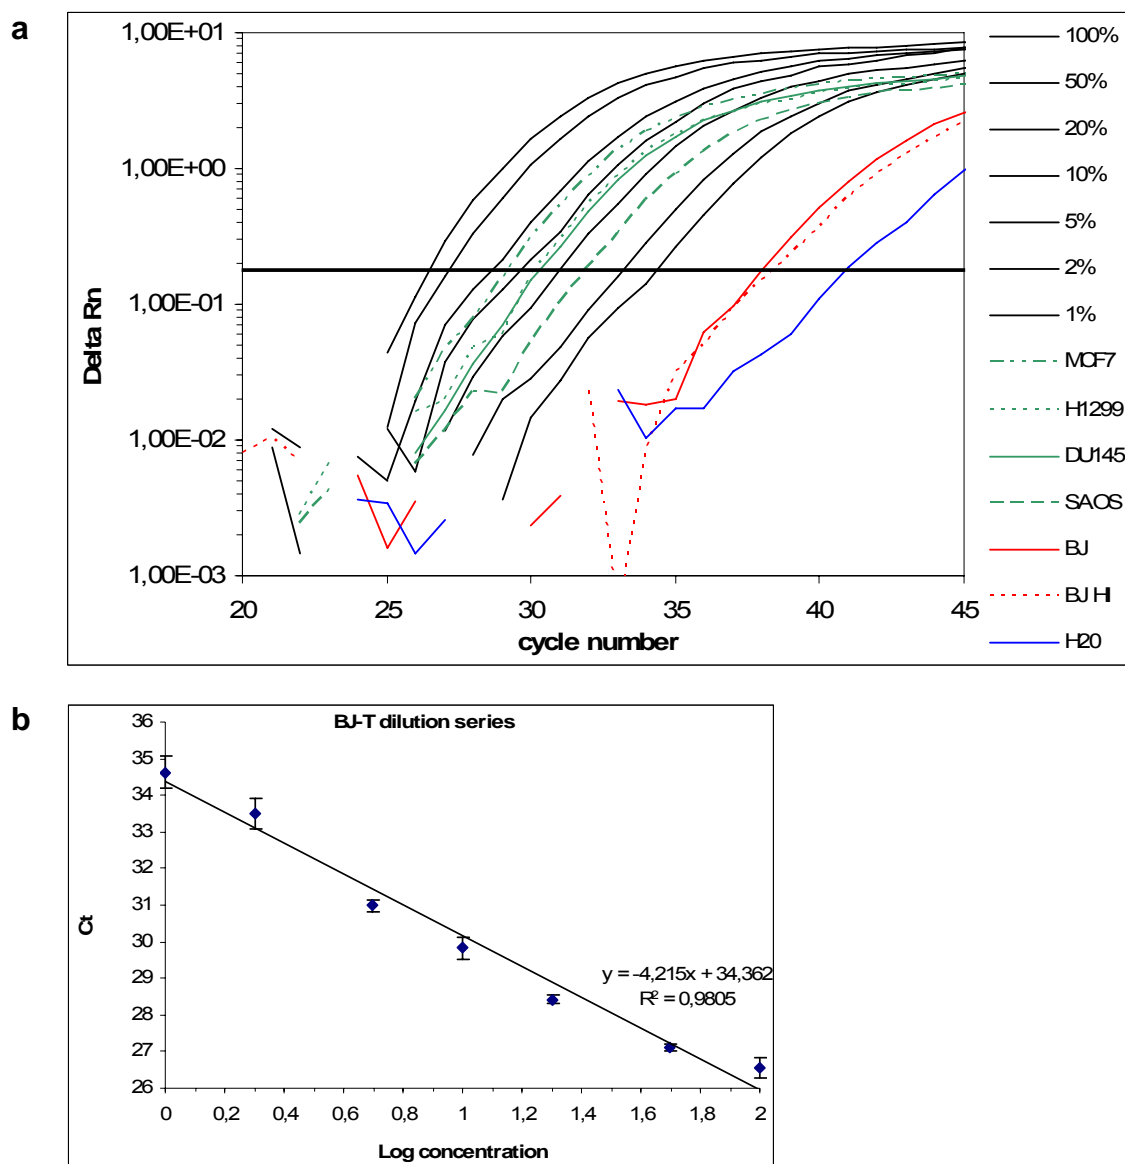 a
1,00E+01
1,00E+00
1,00E-01
1,00E-02
1,00E-03
Delta Rn
20 25 30 35 40 45
cycle number
100%
50%
20%
10%
5%
2%
1%
MCF7
H1299
DU145
SAOS
BJ
BJ HI
H20
b
BJ-T dilution series
36
35
34
33
32
31
30
29
28
27
26
Ct
y = -4,215x + 34,362
R² = 0,9805
0 0,2 0,4 0,6 0,8 1 1,2 1,4 1,6 1,8 2
Log concentration